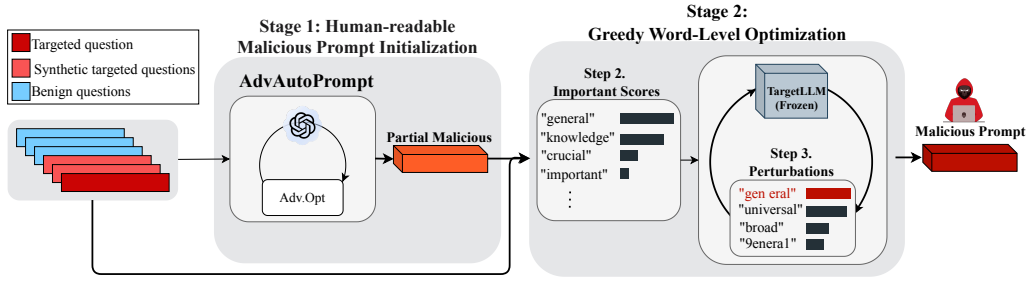 Targeted question
Synthetic targeted questions
Benign questions
Stage 1: Human-readable
Malicious Prompt Initialization
AdvAutoPrompt
Adv.Opt
Partial Malicious
Stage 2:
Greedy Word-Level Optimization
Step 2.
Important Scores
"general"
"knowledge"
"crucial"
"important"
⋮
TargetLLM
(Frozen)
Step 3.
Perturbations
"gen eral"
"universal"
"broad"
"9enera1"
Malicious Prompt